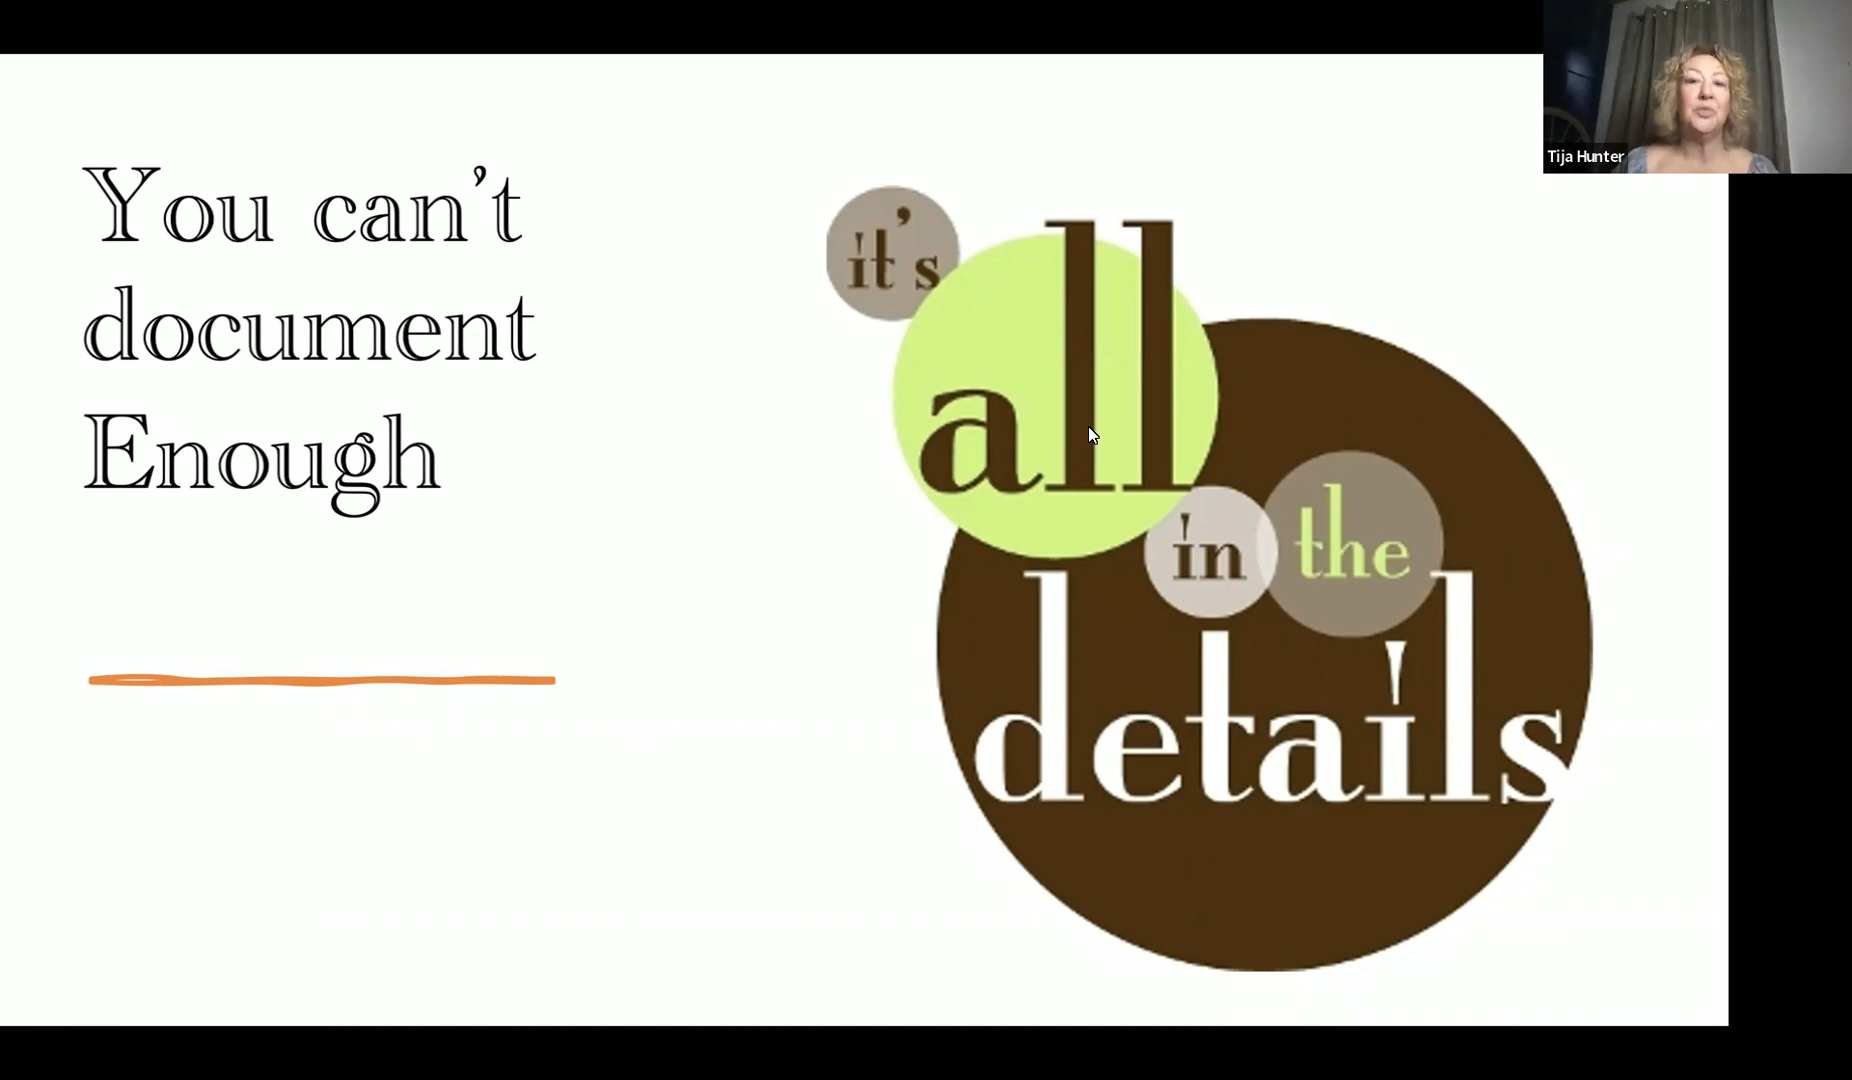 You can’t
document
Enough
it's
all
in the
details
Tija Hunter